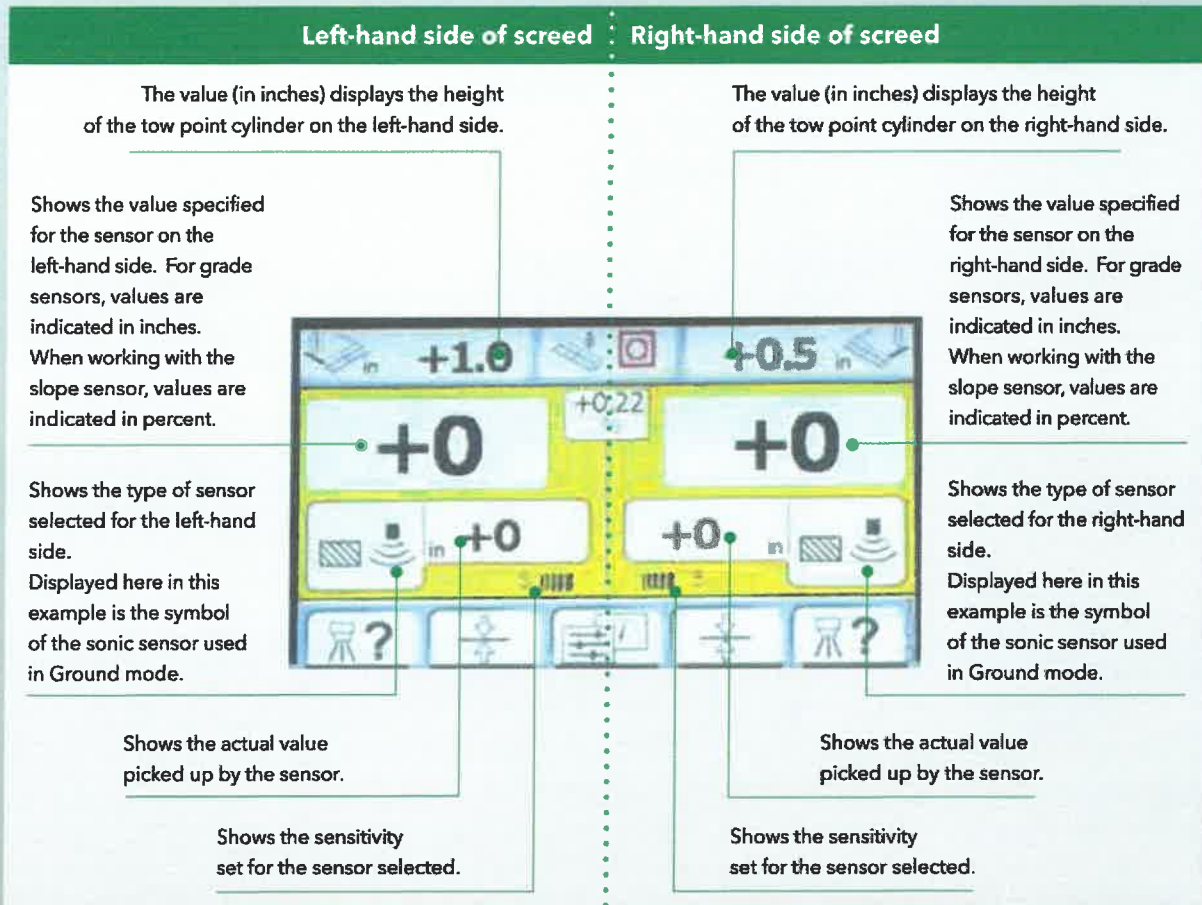 Left-hand side of screed
Right-hand side of screed
The value (in inches) displays the height
of the tow point cylinder on the left-hand side.
The value (in inches) displays the height
of the tow point cylinder on the right-hand side.
Shows the value specified
for the sensor on the
left-hand side. For grade
sensors, values are
indicated in inches.
When working with the
slope sensor, values are
indicated in percent.
Shows the value specified
for the sensor on the
right-hand side. For grade
sensors, values are
indicated in inches.
When working with the
slope sensor, values are
indicated in percent.
in +1.0
+0.5 in
+0.22
+0
+0
in +0
+0 in
S
?
?
Shows the type of sensor
selected for the left-hand
side.
Displayed here in this
example is the symbol
of the sonic sensor used
in Ground mode.
Shows the type of sensor
selected for the right-hand
side.
Displayed here in this
example is the symbol
of the sonic sensor used
in Ground mode.
Shows the actual value
picked up by the sensor.
Shows the actual value
picked up by the sensor.
Shows the sensitivity
set for the sensor selected.
Shows the sensitivity
set for the sensor selected.